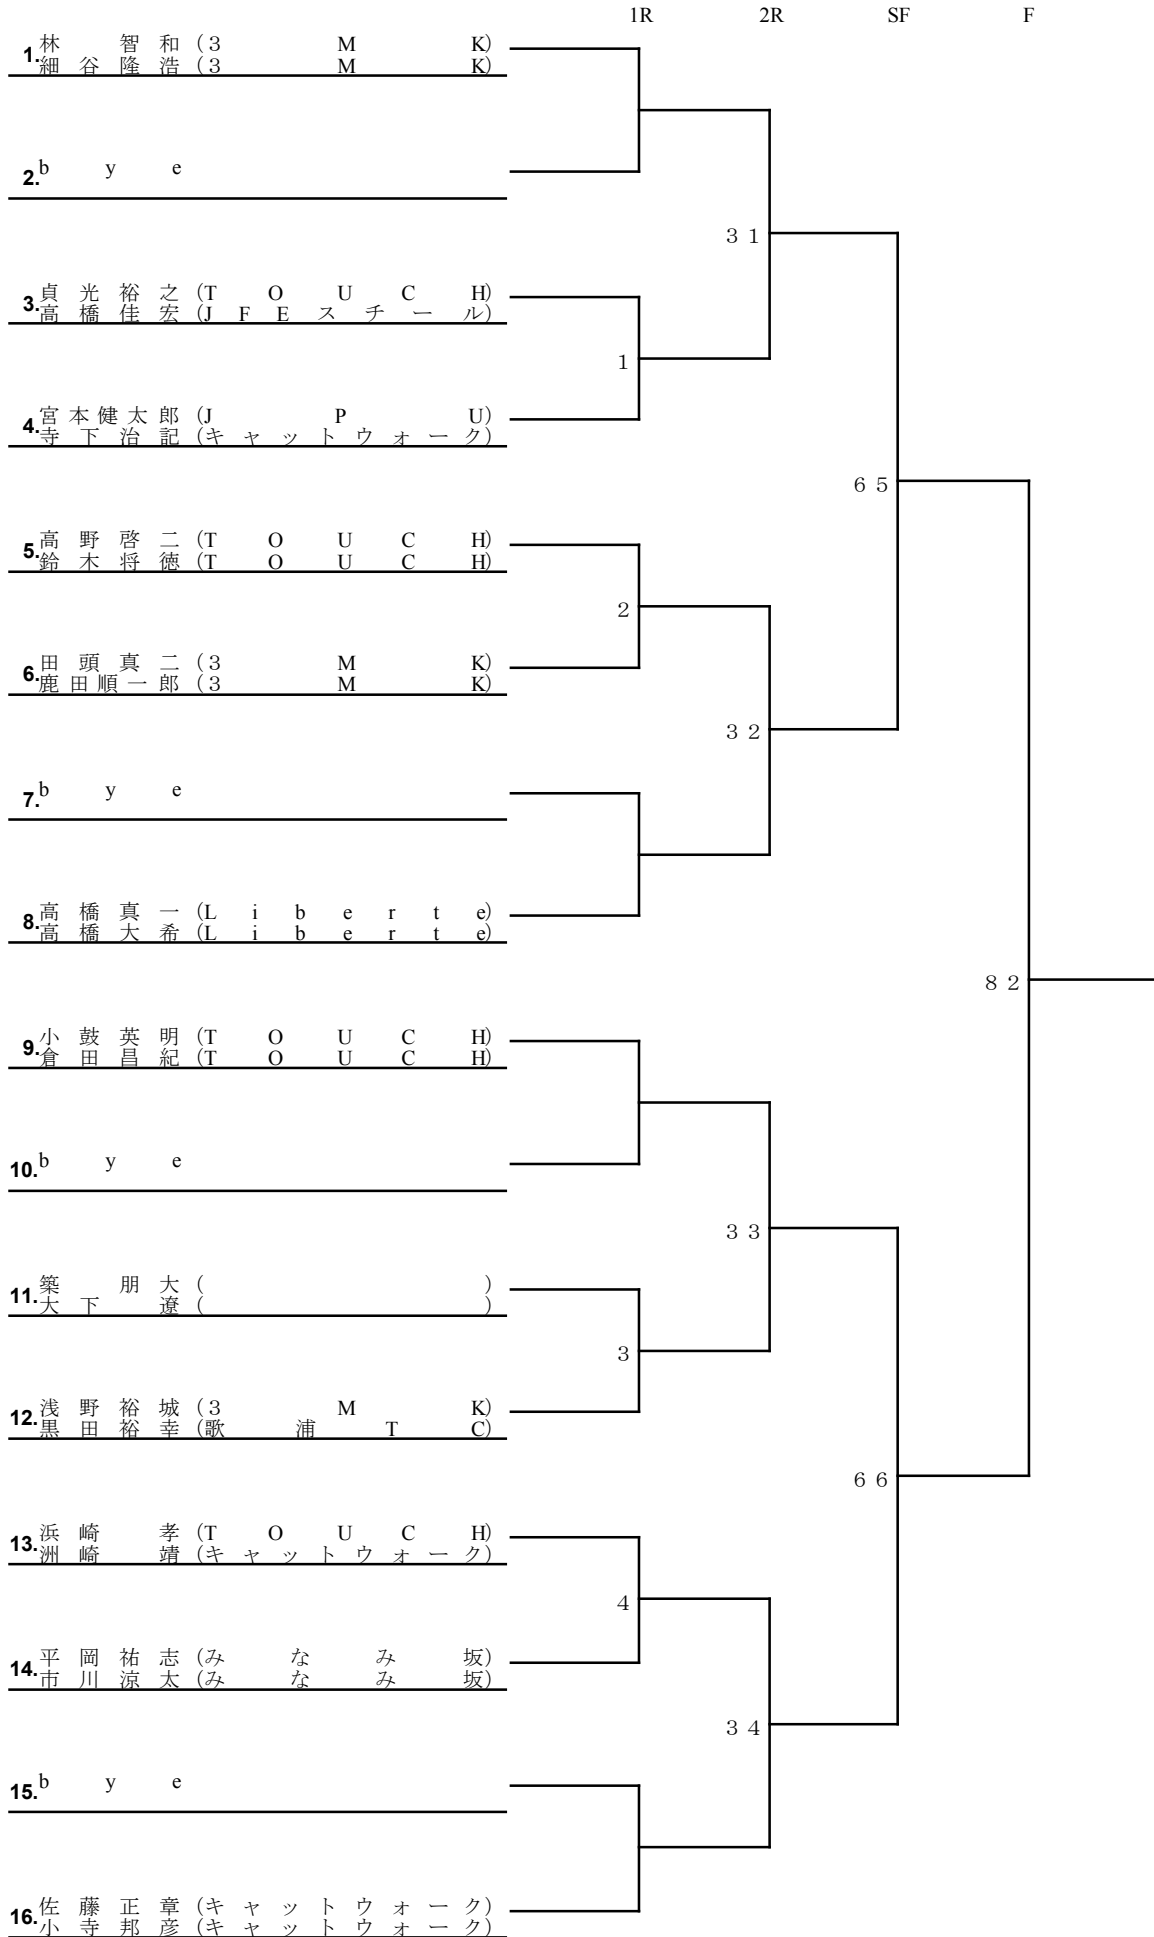 1R 2R SF F
1. 林 智和 (3MK)
細谷隆浩 (3MK)
2. bye
31
3. 貞光裕之 (TOUCH)
高橋佳宏 (JFEスチール)
1
4. 宮本健太郎 (JPU)
寺下治記 (キャットウォーク)
65
5. 高野啓二 (TOUCH)
鈴木将徳 (TOUCH)
2
6. 田頭真二 (3MK)
鹿田順一郎 (3MK)
32
7. bye
8. 高橋真一 (Liberte)
高橋大希 (Liberte)
82
9. 小鼓英明 (TOUCH)
倉田昌紀 (TOUCH)
10. bye
33
11. 築 朋大 ( )
大下 遼 ( )
3
12. 浅野裕城 (3MK)
黒田裕幸 (歌浦TC)
66
13. 浜崎 孝 (TOUCH)
洲崎 靖 (キャットウォーク)
4
14. 平岡祐志 (みなみ坂)
市川涼太 (みなみ坂)
34
15. bye
16. 佐藤正章 (キャットウォーク)
小寺邦彦 (キャットウォーク)